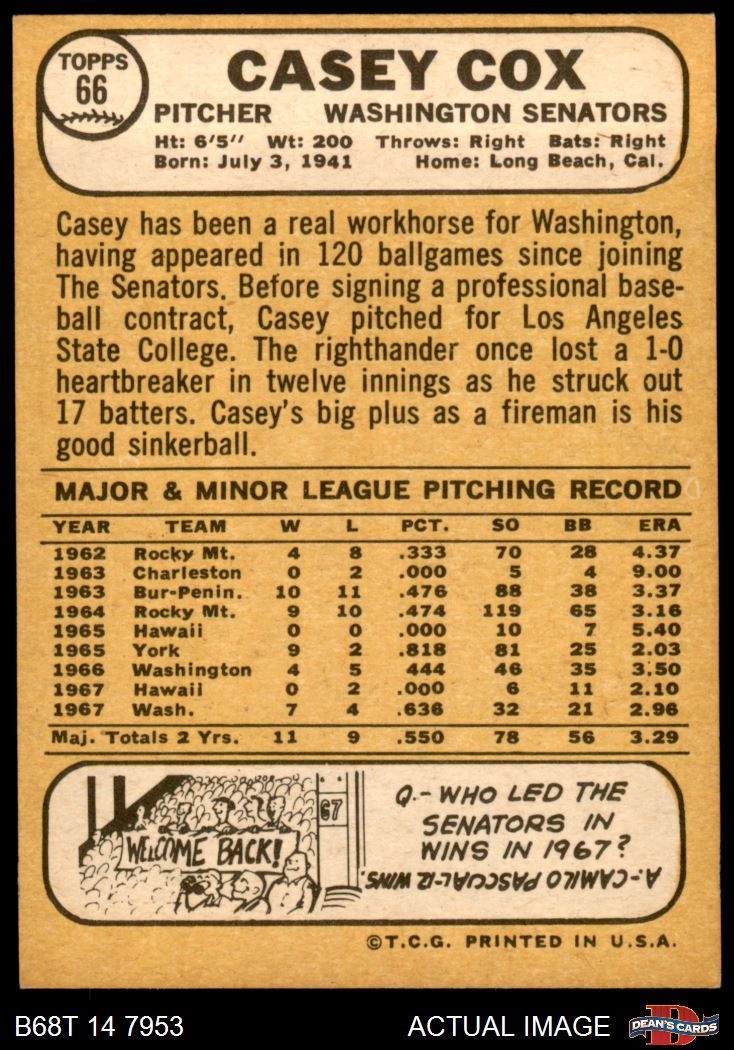 TOPPS
66
CASEY COX
PITCHER WASHINGTON SENATORS
Ht: 6'5" Wt: 200 Throws: Right Bats: Right
Born: July 3, 1941 Home: Long Beach, Cal.
Casey has been a real workhorse for Washington,
having appeared in 120 ballgames since joining
The Senators. Before signing a professional base-
ball contract, Casey pitched for Los Angeles
State College. The righthander once lost a 1-0
heartbreaker in twelve innings as he struck out
17 batters. Casey's big plus as a fireman is his
good sinkerball.
MAJOR & MINOR LEAGUE PITCHING RECORD
YEAR TEAM W L PCT. SO BB ERA
1962 Rocky Mt. 4 8 .333 70 28 4.37
1963 Charleston 0 2 .000 5 4 9.00
1963 Bur-Penin. 10 11 .476 88 38 3.37
1964 Rocky Mt. 9 10 .474 119 65 3.16
1965 Hawaii 0 0 .000 10 7 5.40
1965 York 9 2 .818 81 25 2.03
1966 Washington 4 5 444 46 35 3.50
1967 Hawaii 0 2 .000 6 11 2.10
1967 Wash. 7 4 .636 32 21 2.96
Maj. Totals 2 Yrs. 11 9 .550 78 56 3.29
67
WELCOME BACK!
Q.- WHO LED THE
SENATORS IN
WINS IN 1967?
A-CAMILO PASCUAL-12 WINS.
©T.C.G. PRINTED IN U.S.A.
B68T 14 7953 ACTUAL IMAGE
DEAN'S CARDS